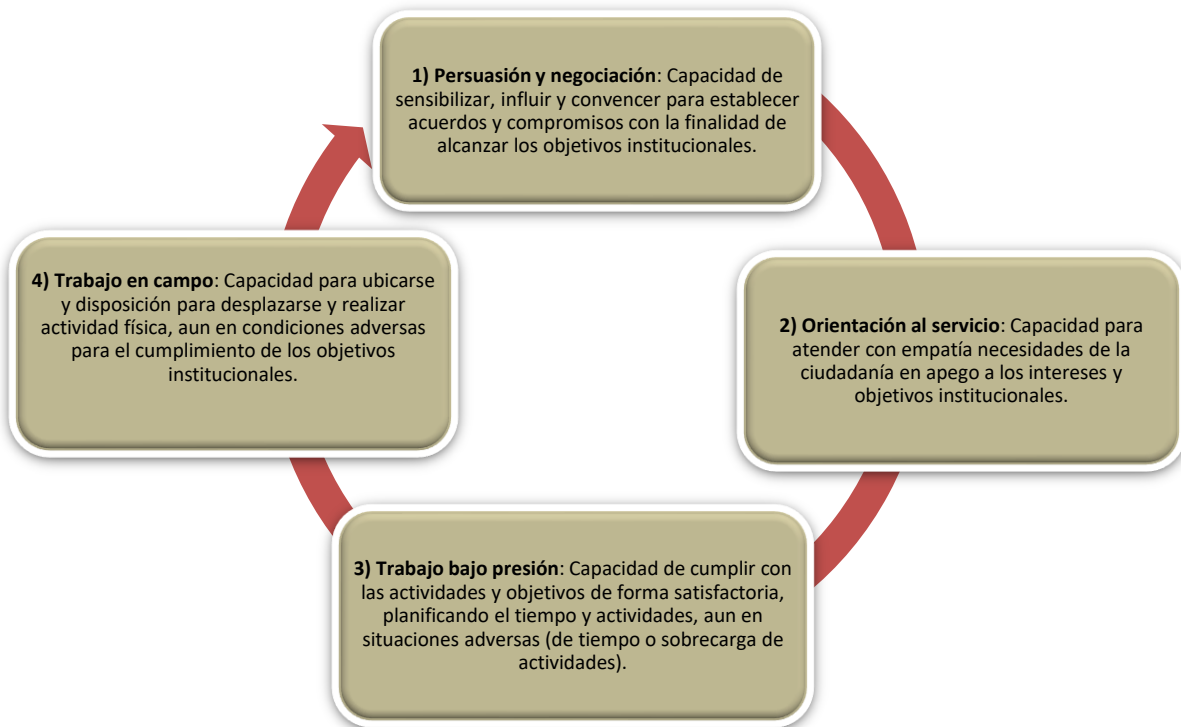 1) Persuasión y negociación: Capacidad de
sensibilizar, influir y convencer para establecer
acuerdos y compromisos con la finalidad de
alcanzar los objetivos institucionales.
2) Orientación al servicio: Capacidad para
atender con empatía necesidades de la
ciudadanía en apego a los intereses y
objetivos institucionales.
3) Trabajo bajo presión: Capacidad de cumplir con
las actividades y objetivos de forma satisfactoria,
planificando el tiempo y actividades, aun en
situaciones adversas (de tiempo o sobrecarga de
actividades).
4) Trabajo en campo: Capacidad para ubicarse
y disposición para desplazarse y realizar
actividad física, aun en condiciones adversas
para el cumplimiento de los objetivos
institucionales.